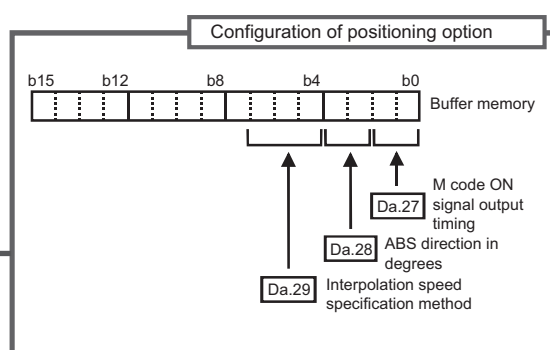 Configuration of positioning option
b15 b12 b8 b4 b0
Buffer memory
Da.27
M code ON
signal output
timing
Da.28
ABS direction in
degrees
Da.29
Interpolation speed
specification method